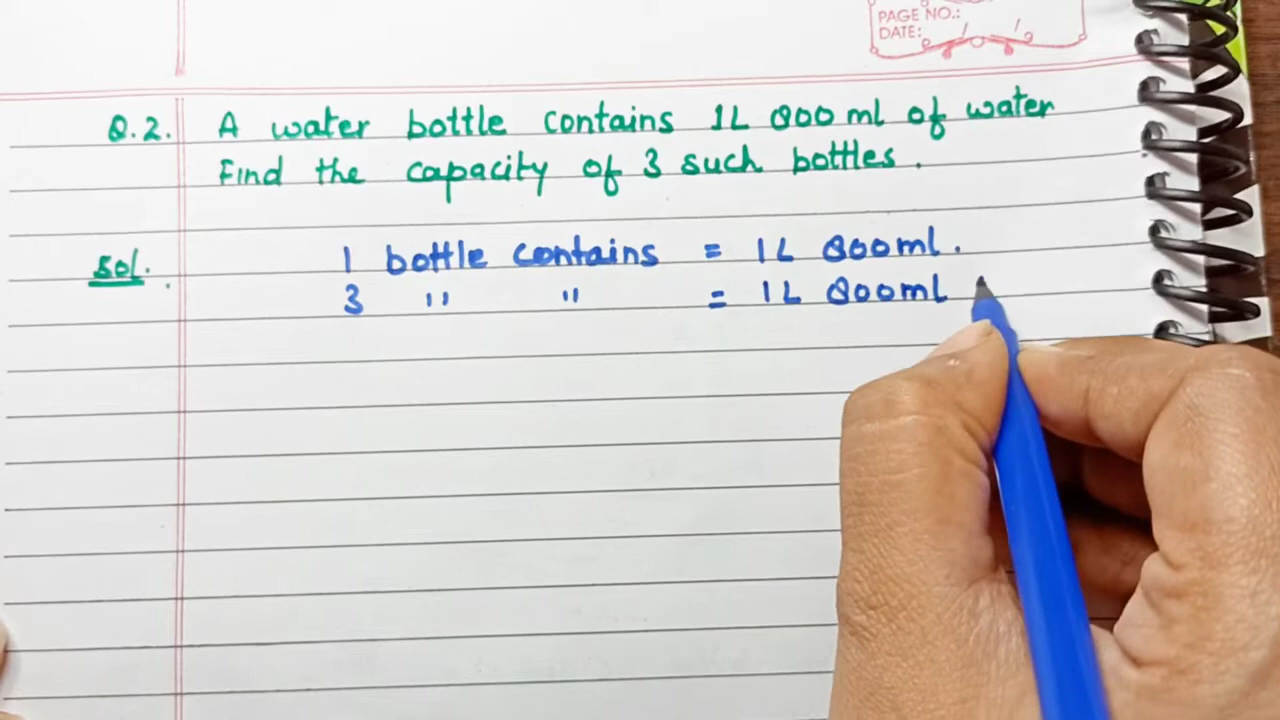 PAGE NO.:
DATE:
Q.2. A water bottle contains 1L 800 ml of water
Find the capacity of 3 such bottles.
Sol. 1 bottle contains = 1L 800ml.
3 " " = 1L 800ml